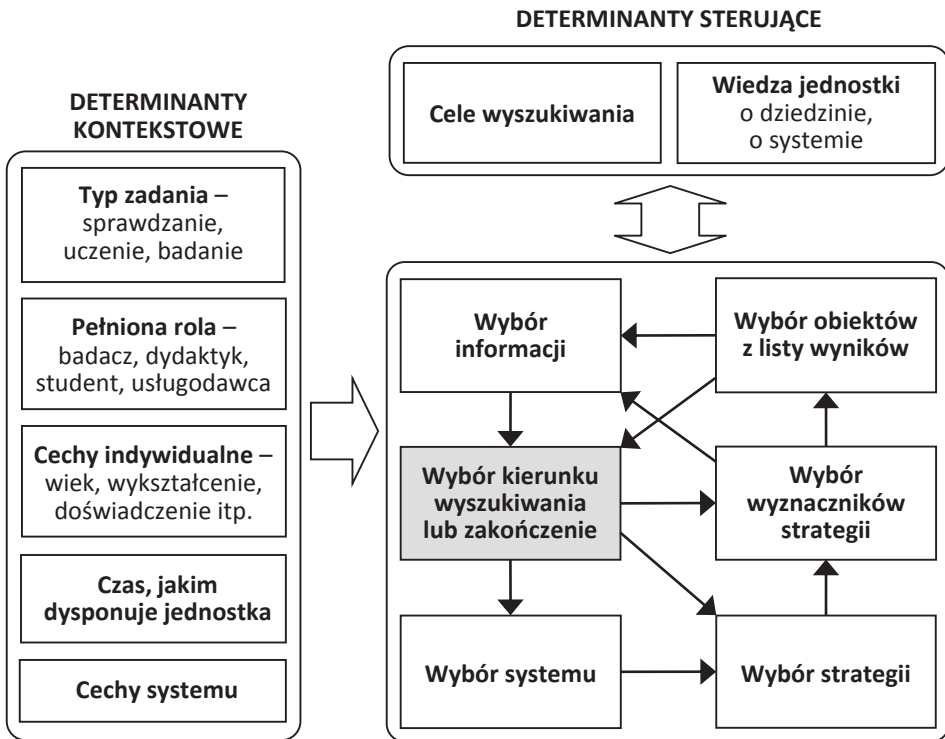 DETERMINANTY STERUJĄCE
Cele wyszukiwania
Wiedza jednostki
o dziedzinie,
o systemie
DETERMINANTY
KONTEKSTOWE
Typ zadania –
sprawdzanie,
uczenie, badanie
Pełniona rola –
badacz, dydaktyk,
student, usługodawca
Cechy indywidualne –
wiek, wykształcenie,
doświadczenie itp.
Czas, jakim
dysponuje jednostka
Cechy systemu
Wybór
informacji
Wybór obiektów
z listy wyników
Wybór kierunku
wyszukiwania
lub zakończenie
Wybór
wyznaczników
strategii
Wybór systemu
Wybór strategii